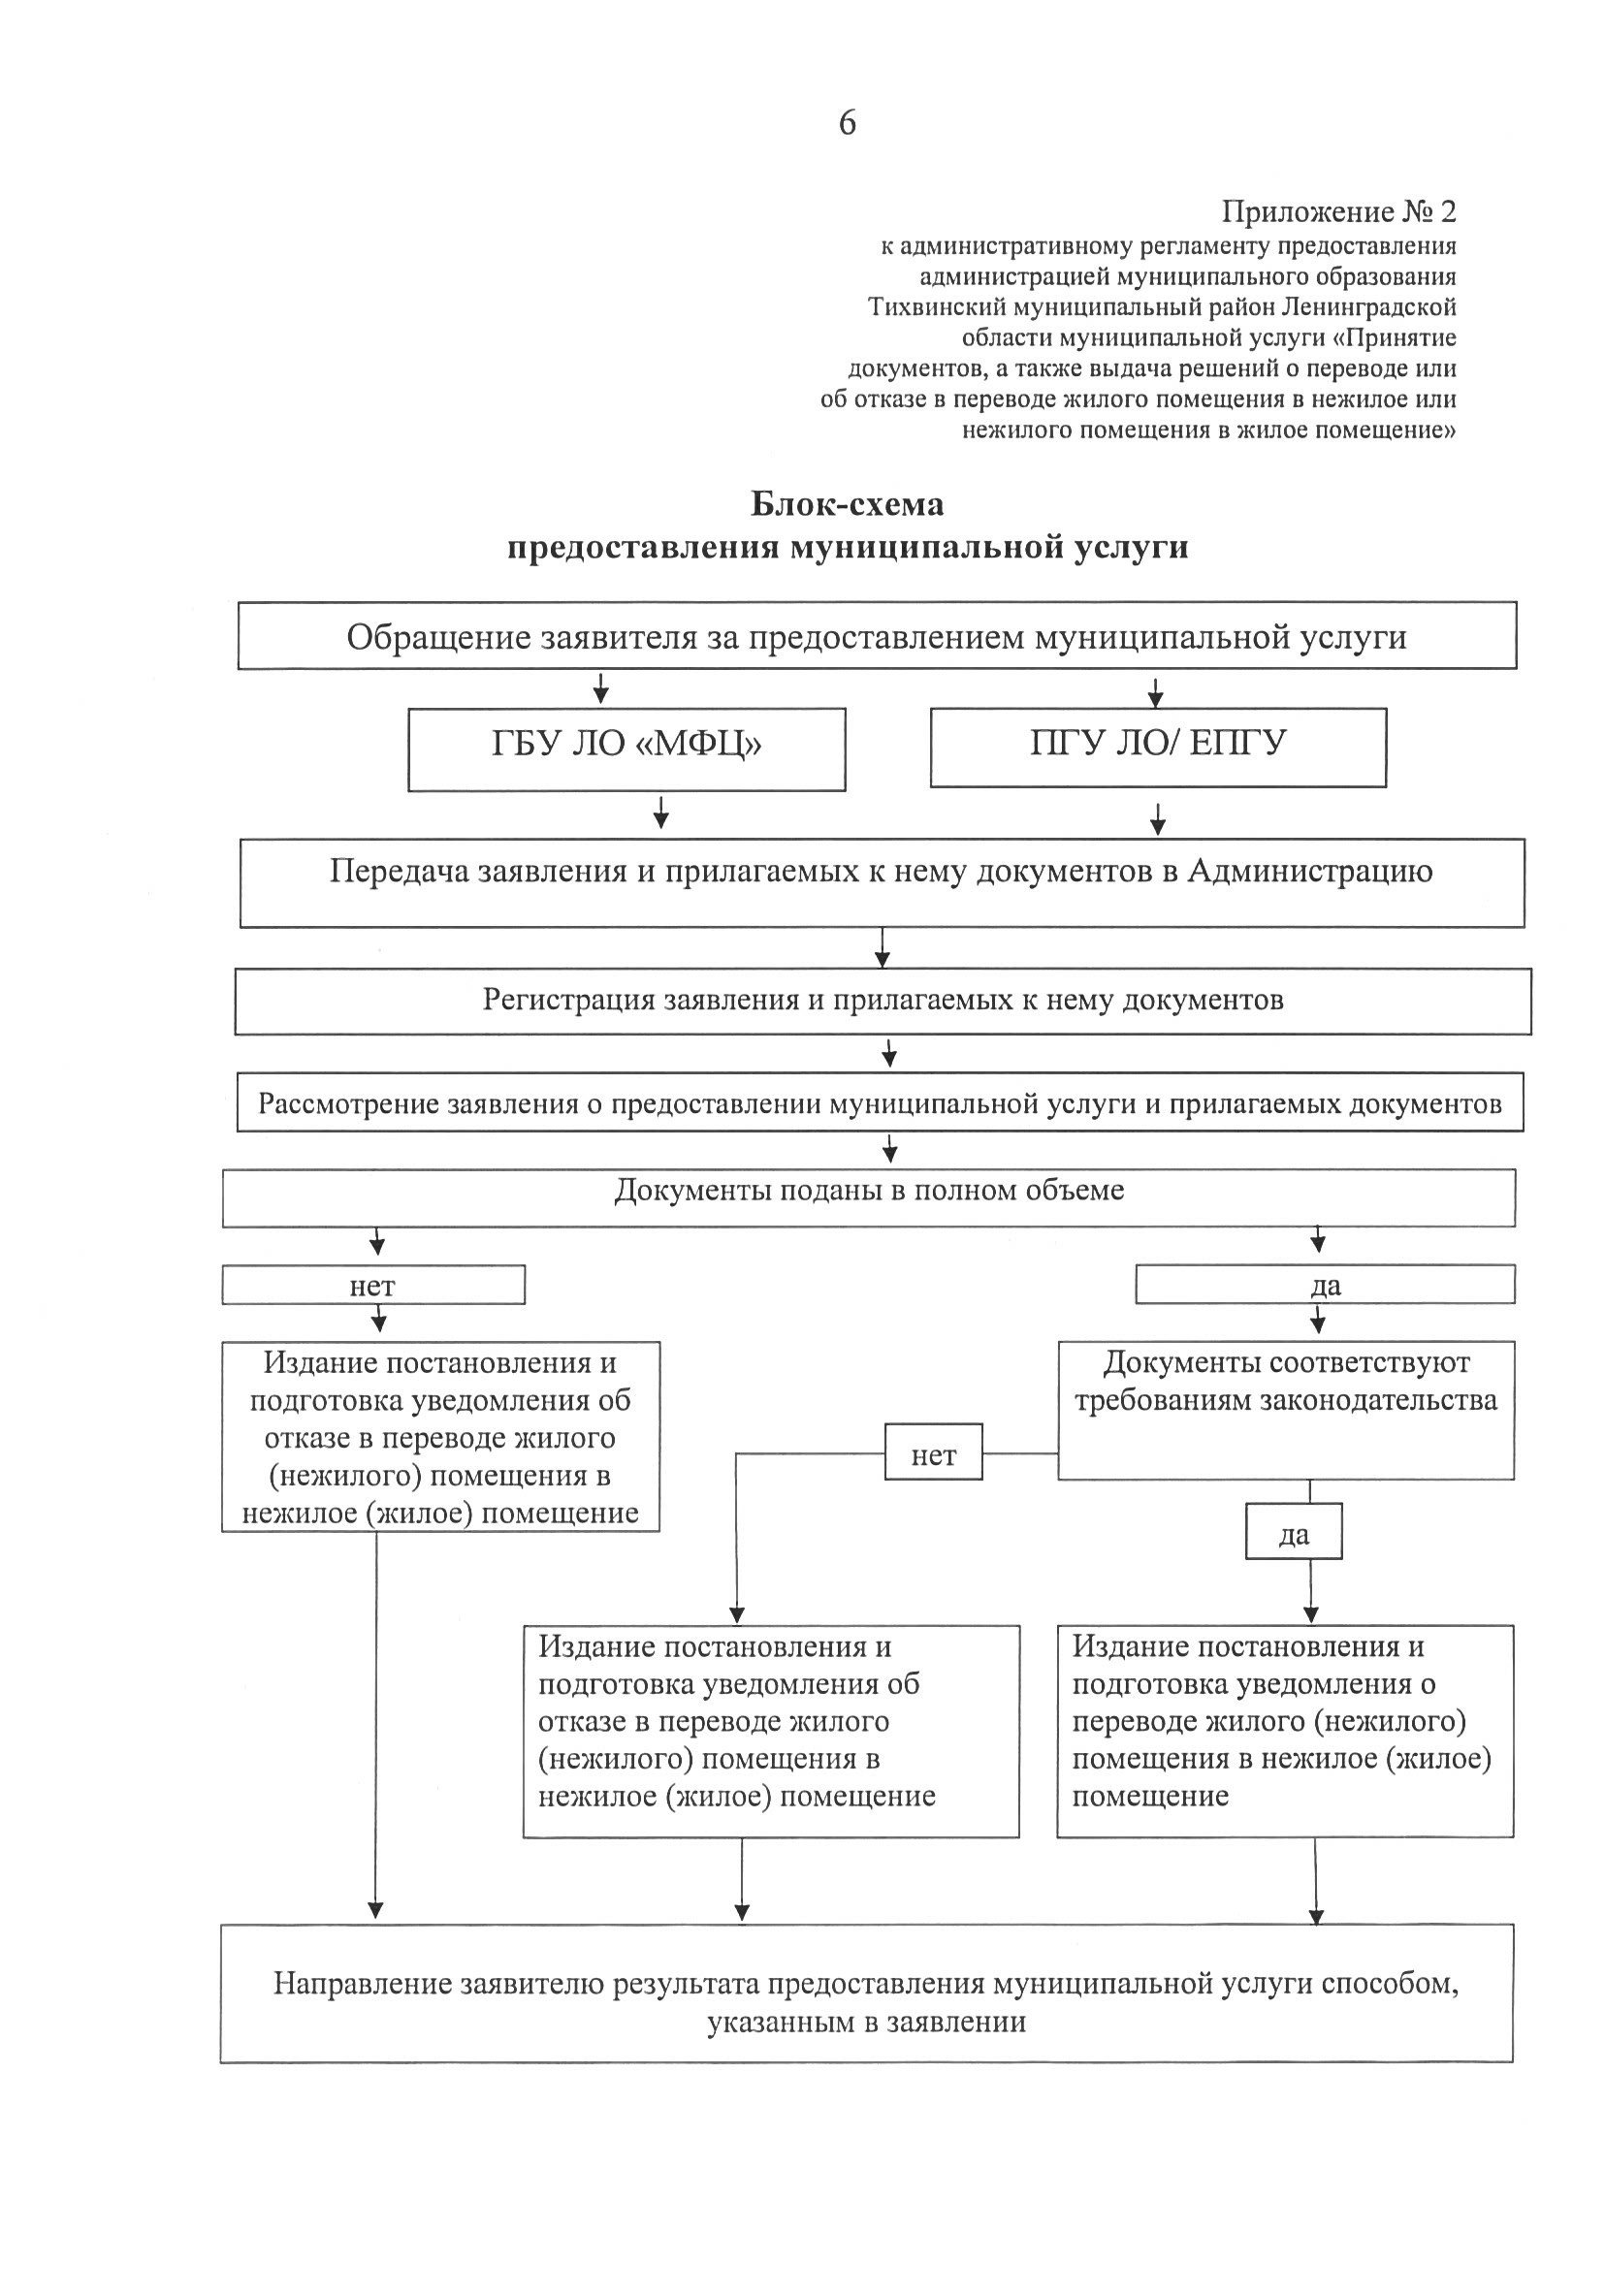 6
Приложение № 2
к административному регламенту предоставления
администрацией муниципального образования
Тихвинский муниципальный район Ленинградской
области муниципальной услуги «Принятие
документов, а также выдача решений о переводе или
об отказе в переводе жилого помещения в нежилое или
нежилого помещения в жилое помещение»
Блок-схема
предоставления муниципальной услуги
Обращение заявителя за предоставлением муниципальной услуги
ГБУ ЛО «МФЦ»
ПГУ ЛО/ ЕПГУ
Передача заявления и прилагаемых к нему документов в Администрацию
Регистрация заявления и прилагаемых к нему документов
Рассмотрение заявления о предоставлении муниципальной услуги и прилагаемых документов
Документы поданы в полном объеме
нет
да
Издание постановления и
подготовка уведомления об
отказе в переводе жилого
(нежилого) помещения в
нежилое (жилое) помещение
Документы соответствуют
требованиям законодательства
нет
да
Издание постановления и
подготовка уведомления об
отказе в переводе жилого
(нежилого) помещения в
нежилое (жилое) помещение
Издание постановления и
подготовка уведомления о
переводе жилого (нежилого)
помещения в нежилое (жилое)
помещение
Направление заявителю результата предоставления муниципальной услуги способом,
указанным в заявлении